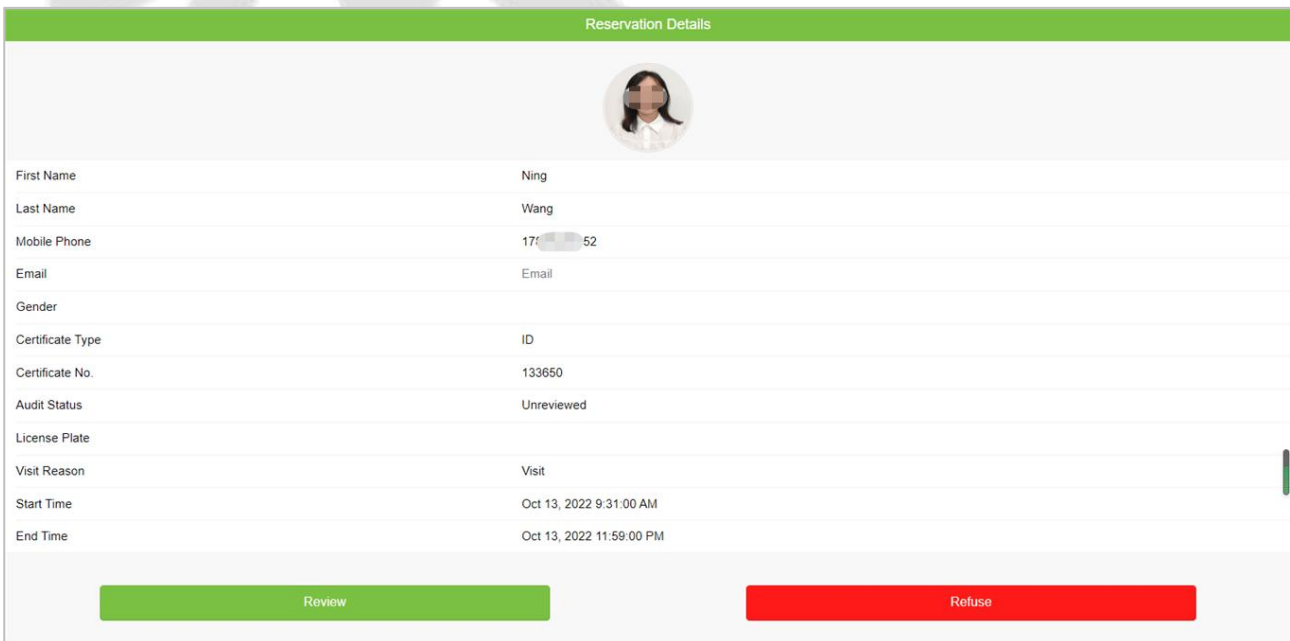 Reservation Details
First Name Ning
Last Name Wang
Mobile Phone 178 52
Email Email
Gender
Certificate Type ID
Certificate No. 133650
Audit Status Unreviewed
License Plate
Visit Reason Visit
Start Time Oct 13, 2022 9:31:00 AM
End Time Oct 13, 2022 11:59:00 PM
Review Refuse